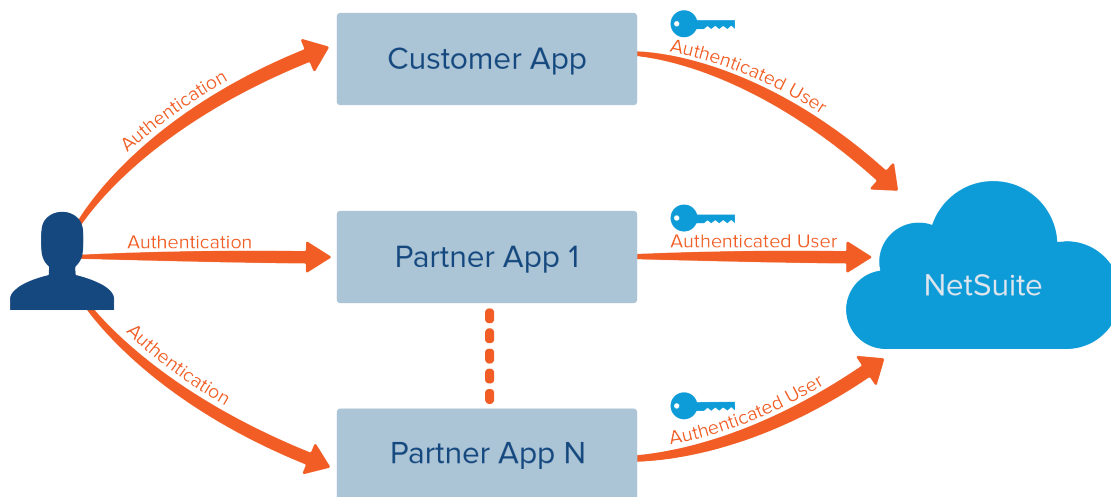 Customer App
Authentication
Authenticated User
Authentication
Partner App 1
Authenticated User
NetSuite
Authentication
Partner App N
Authenticated User